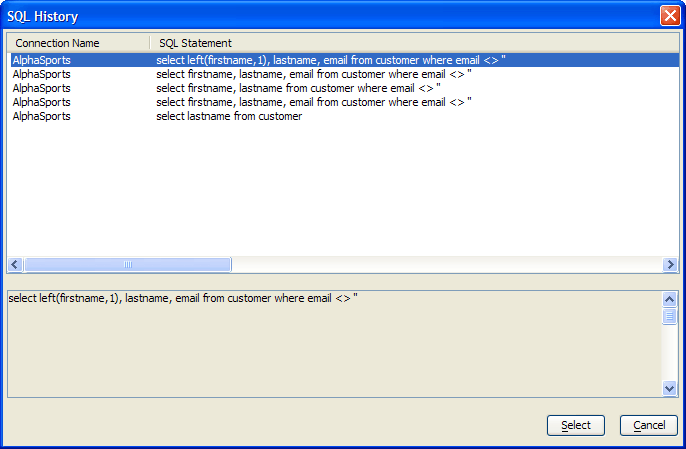 SQL History
Connection Name SQL Statement
AlphaSports select left(firstname,1), lastname, email from customer where email <> ''
AlphaSports select firstname, lastname, email from customer where email <> ''
AlphaSports select firstname, lastname from customer where email <> ''
AlphaSports select firstname, lastname, email from customer where email <> ''
AlphaSports select lastname from customer
select left(firstname,1), lastname, email from customer where email <> ''
Select Cancel